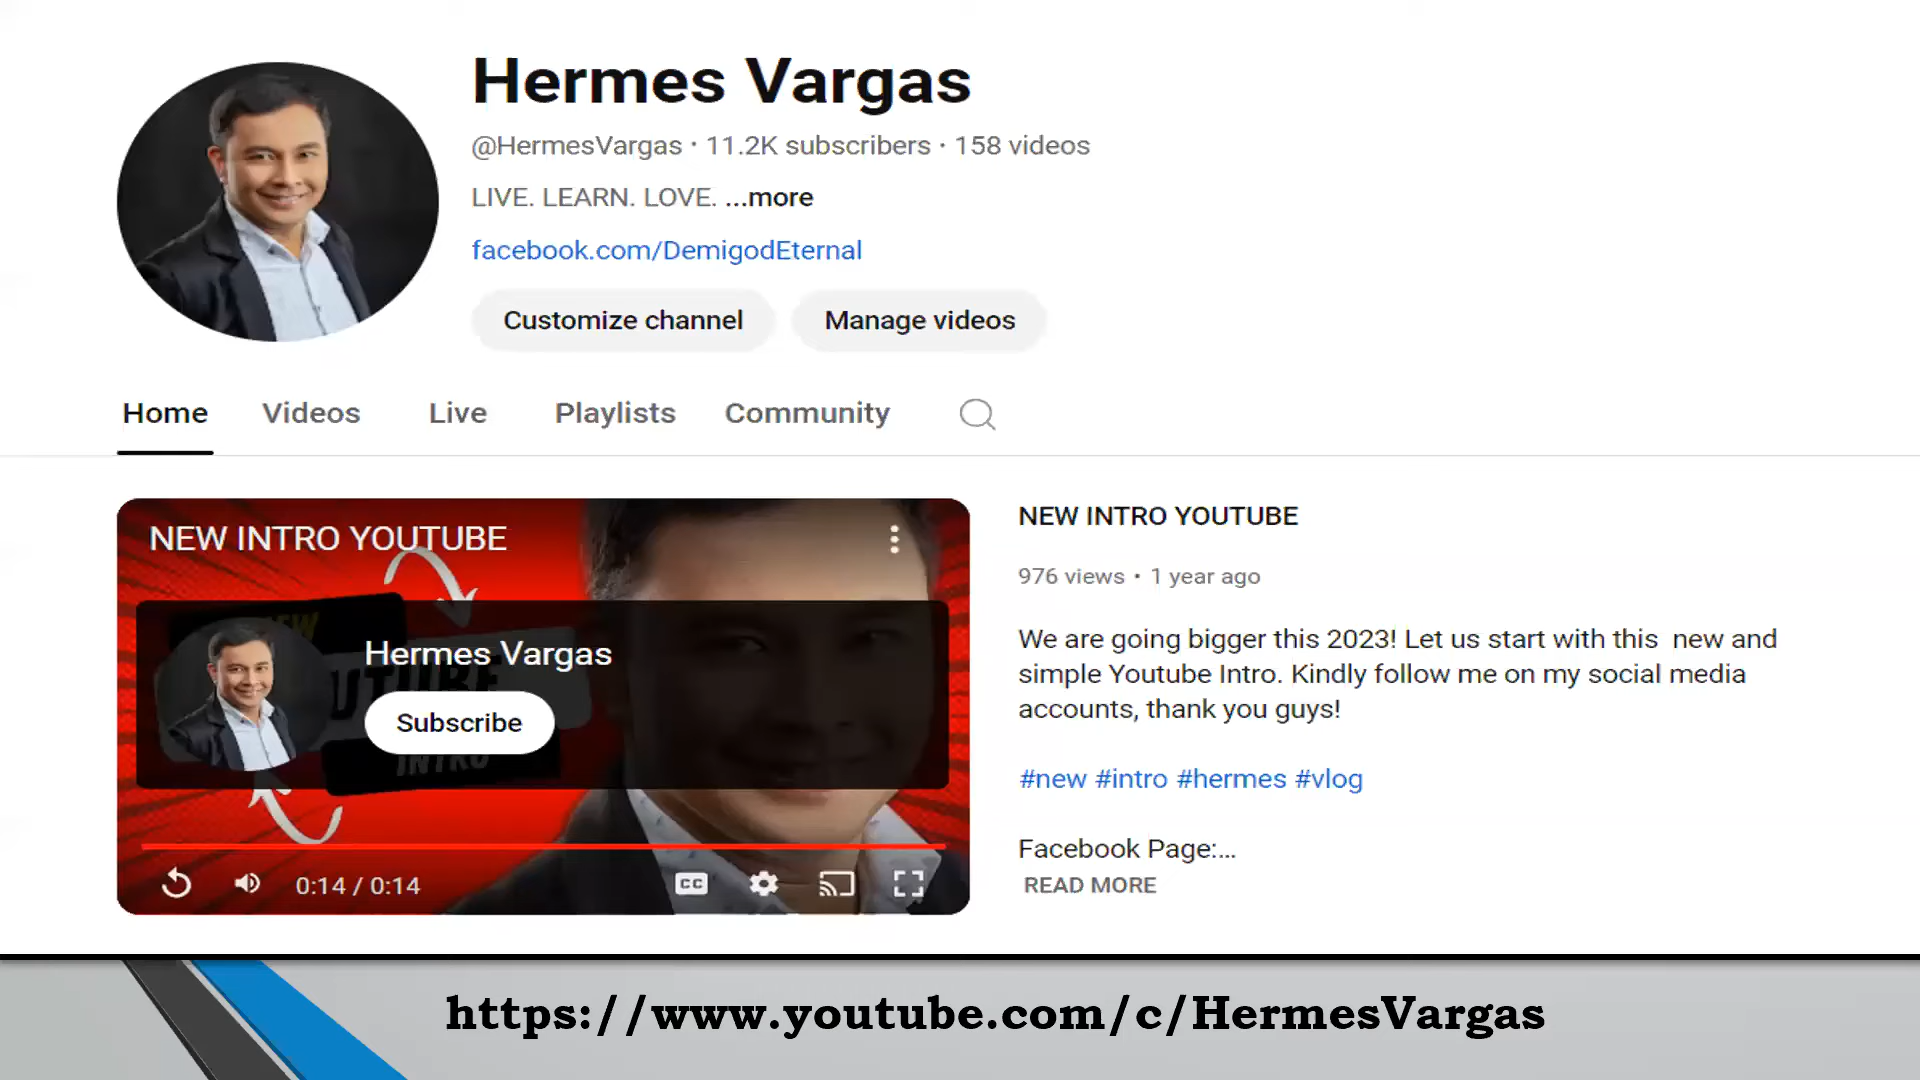 Hermes Vargas
@HermesVargas · 11.2K subscribers · 158 videos
LIVE. LEARN. LOVE. ...more
facebook.com/DemigodEternal
Customize channel
Manage videos
Home
Videos
Live
Playlists
Community
NEW INTRO YOUTUBE
Hermes Vargas
Subscribe
INTRO
0:14 / 0:14
CC
NEW INTRO YOUTUBE
976 views • 1 year ago
We are going bigger this 2023! Let us start with this  new and
simple Youtube Intro. Kindly follow me on my social media
accounts, thank you guys!
#new #intro #hermes #vlog
Facebook Page:...
READ MORE
https://www.youtube.com/c/HermesVargas